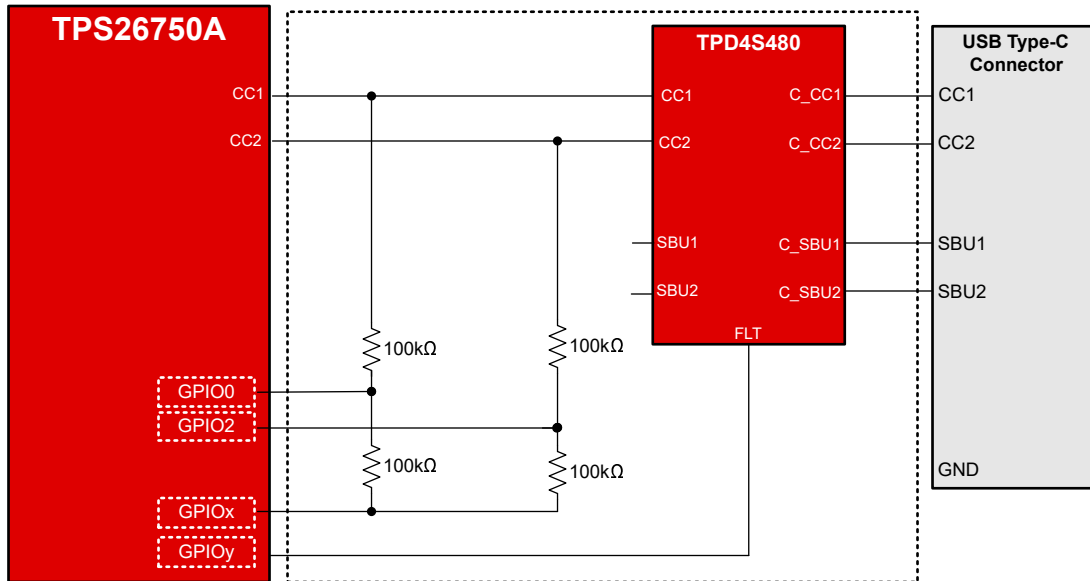 TPS26750A
TPD4S480
USB Type-C
Connector
CC1
CC1
C_CC1
CC1
CC2
CC2
C_CC2
CC2
SBU1
C_SBU1
SBU1
SBU2
C_SBU2
SBU2
FLT
100kΩ
100kΩ
GPIO0
GPIO2
100kΩ
100kΩ
GND
GPIOx
GPIOy